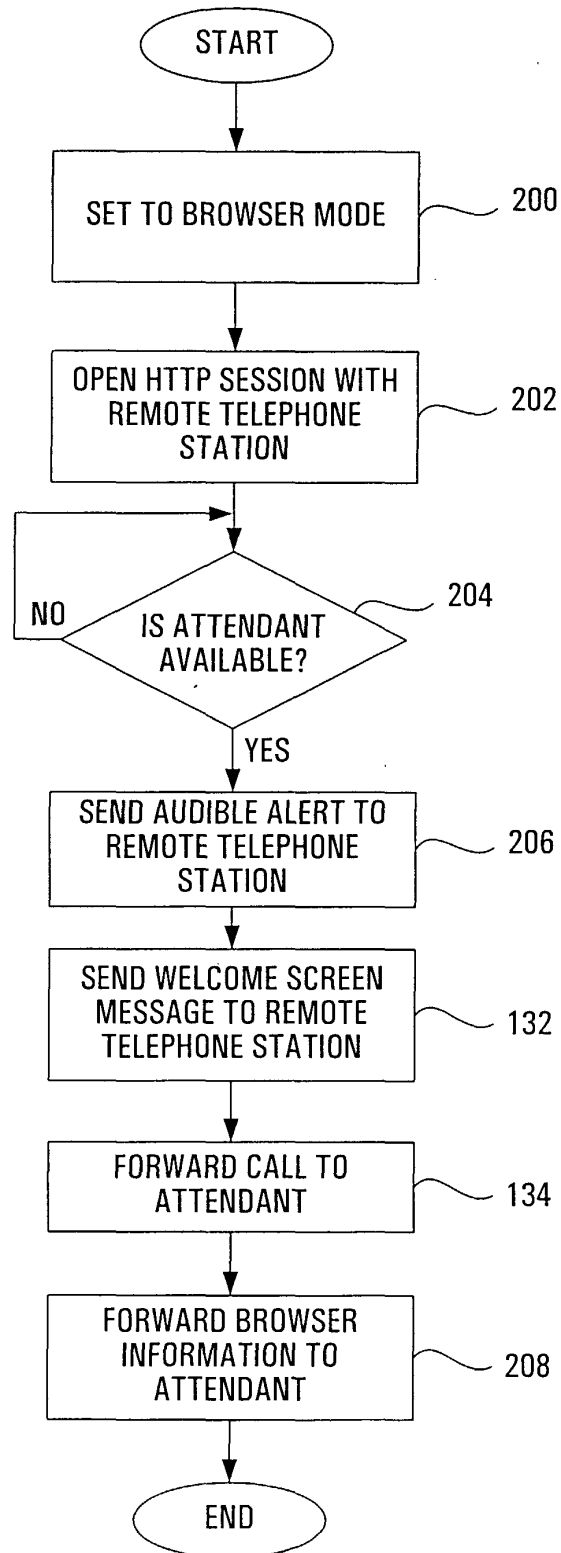 START
SET TO BROWSER MODE
200
OPEN HTTP SESSION WITH
REMOTE TELEPHONE
STATION
202
NO
IS ATTENDANT
AVAILABLE?
204
YES
SEND AUDIBLE ALERT TO
REMOTE TELEPHONE
STATION
206
SEND WELCOME SCREEN
MESSAGE TO REMOTE
TELEPHONE STATION
132
FORWARD CALL TO
ATTENDANT
134
FORWARD BROWSER
INFORMATION TO
ATTENDANT
208
END